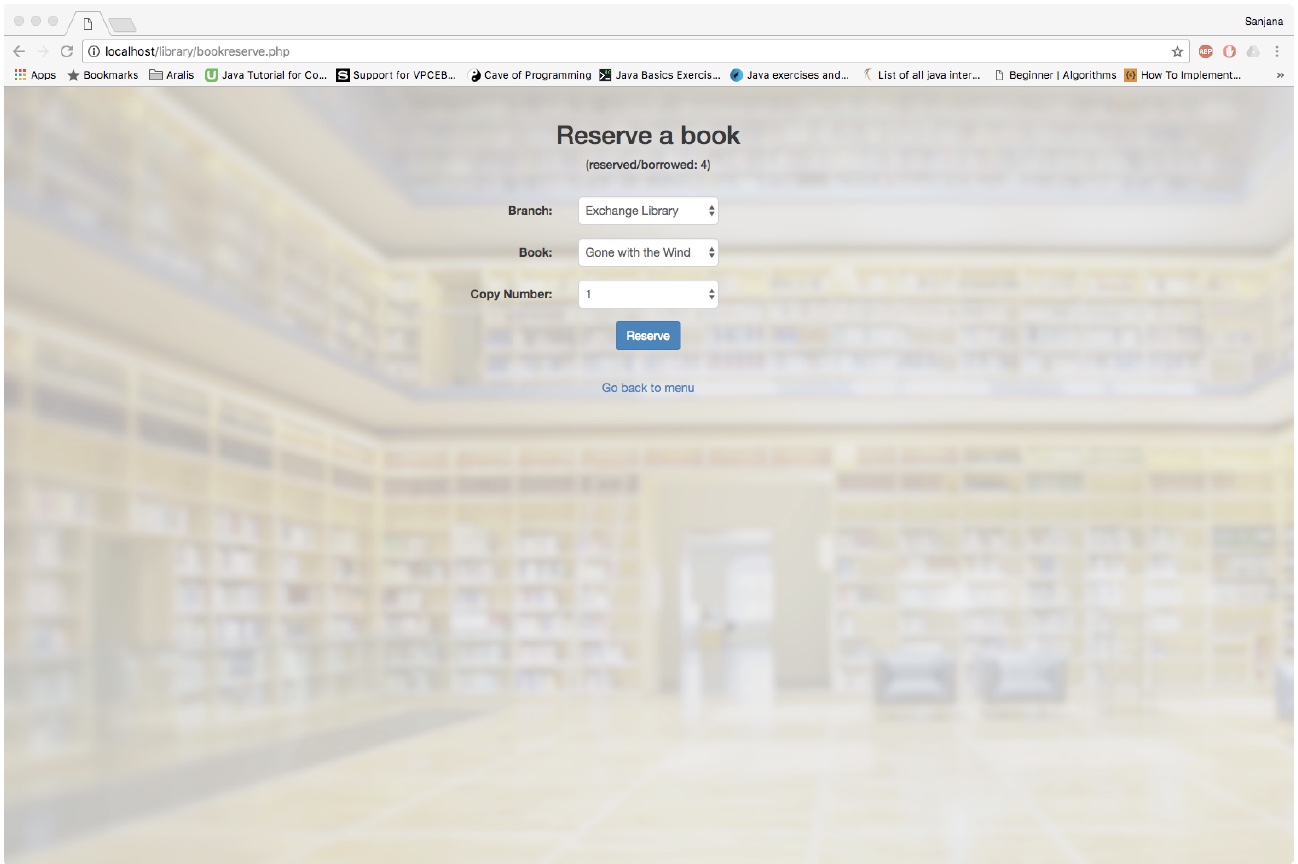 Sanjana
localhost/library/bookreserve.php
ABP
Apps Bookmarks Aralis Java Tutorial for Co... Support for VPCEB... Cave of Programming Java Basics Exercis... Java exercises and... List of all java inter... Beginner | Algorithms How To Implement... »
Reserve a book
(reserved/borrowed: 4)
Branch: Exchange Library
Book: Gone with the Wind
Copy Number: 1
Reserve
Go back to menu